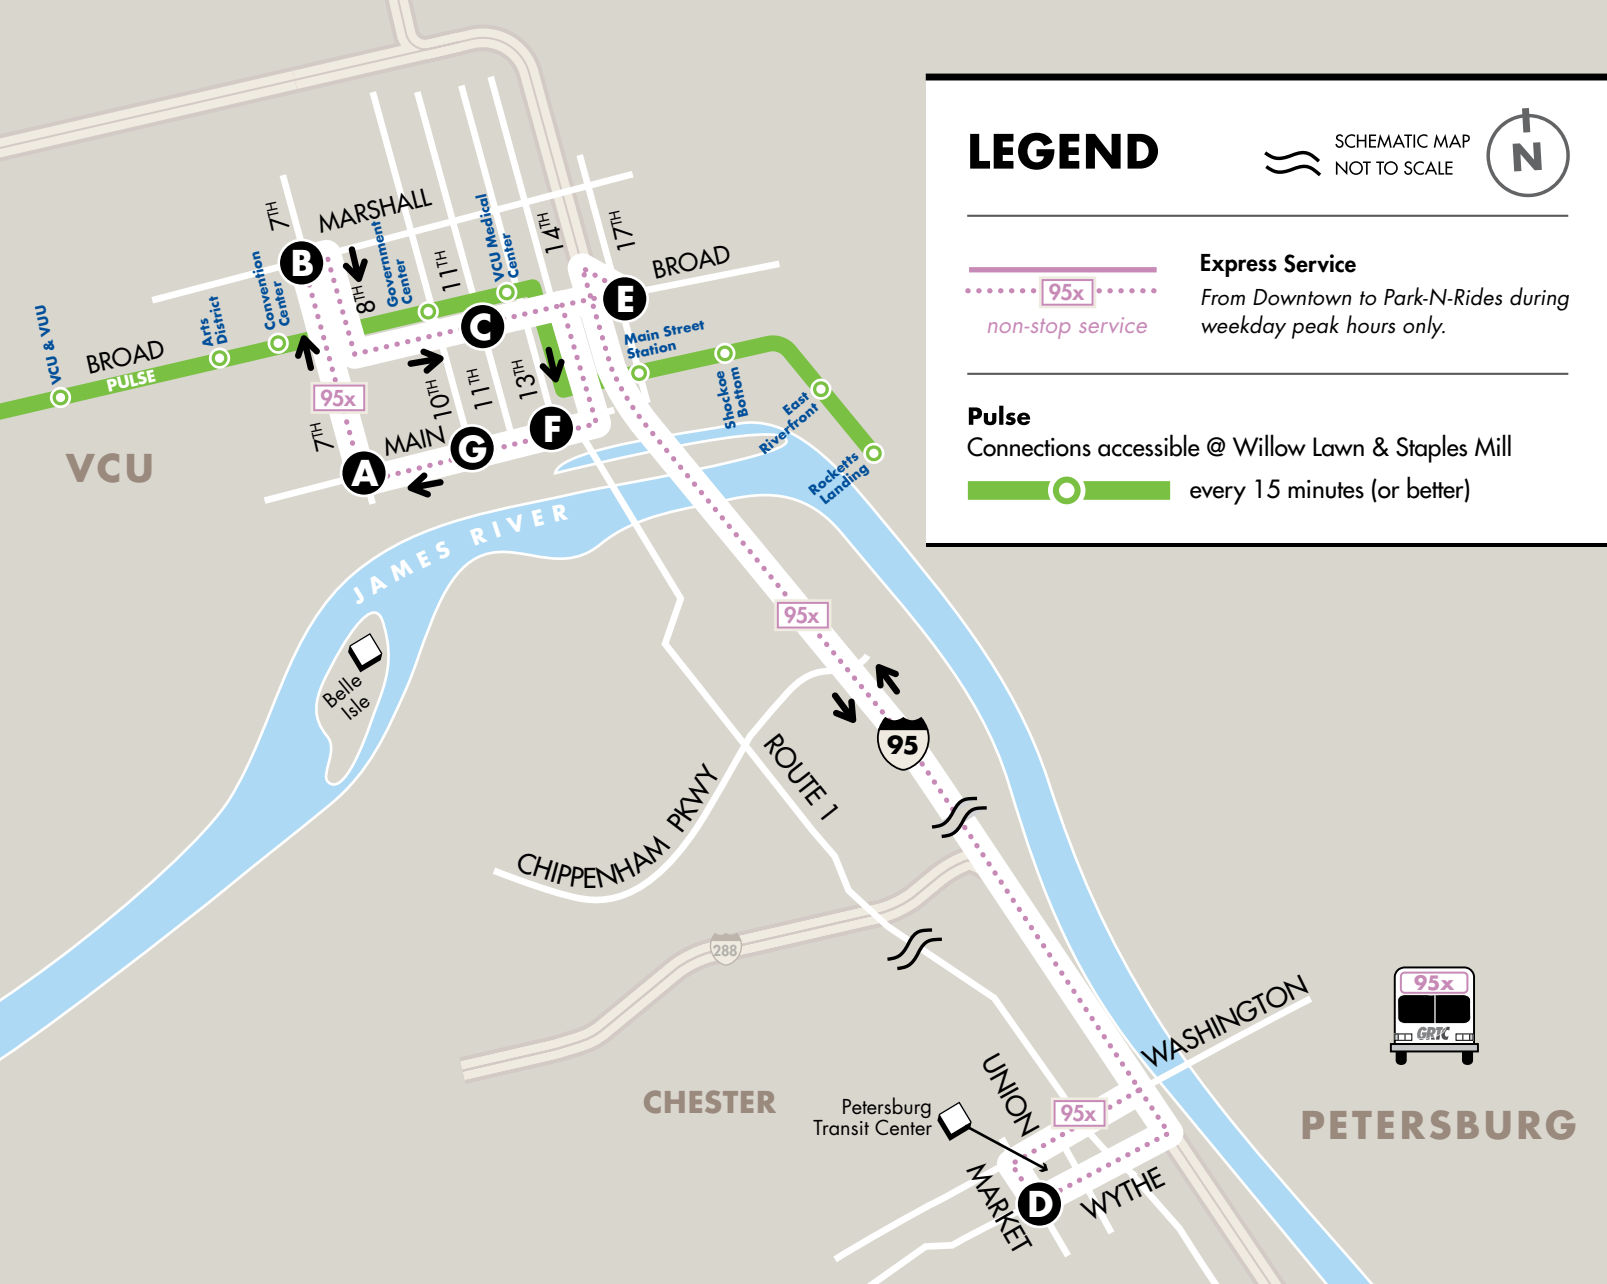 LEGEND
SCHEMATIC MAP
NOT TO SCALE
N
95x
non-stop service
Express Service
From Downtown to Park-N-Rides during
weekday peak hours only.
Pulse
Connections accessible @ Willow Lawn & Staples Mill
every 15 minutes (or better)
7TH
MARSHALL
B
8TH
Government
Center
11TH
VCU Medical
Center
14TH
17TH
BROAD
E
C
VCU & VUU
BROAD
PULSE
Arts
District
Convention
Center
95x
7TH
10TH
11TH
13TH
Main Street
Station
Shockoe
Bottom
East
Riverfront
Rocketts
Landing
VCU
A
MAIN
G
F
JAMES RIVER
Belle
Isle
95x
95
ROUTE 1
CHIPPENHAM PKWY
288
CHESTER
Petersburg
Transit Center
UNION
95x
WASHINGTON
MARKET
D
WYTHE
95x
GRTC
PETERSBURG